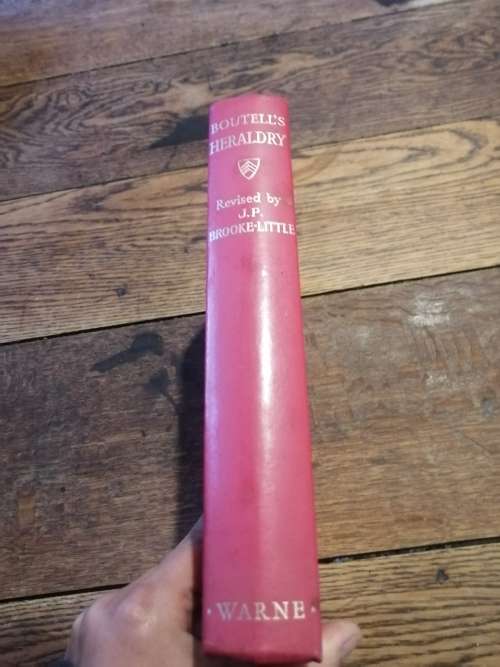 BOUTELL'S
HERALDRY
Revised by
J.P.
BROOKE-LITTLE
· WARNE ·